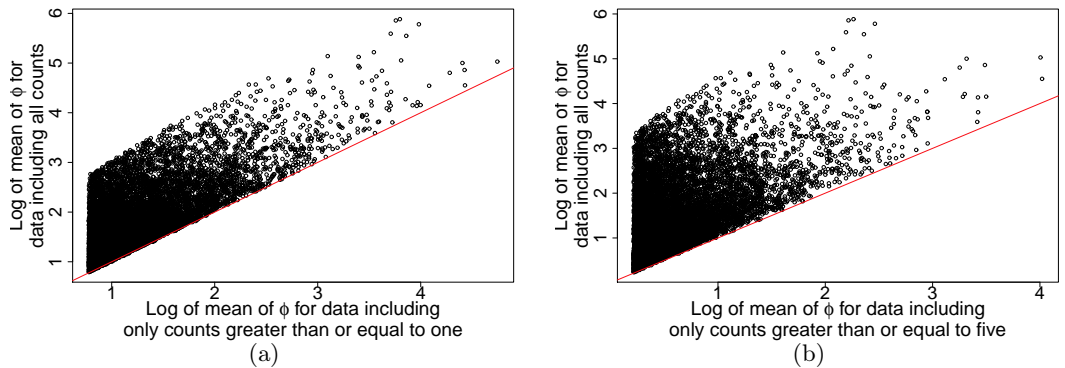 Log of mean of ϕ for
data including all counts
6
5
4
3
2
1
1
2
3
4
Log of mean of ϕ for data including
only counts greater than or equal to one
(a)
Log of mean of ϕ for
data including all counts
6
5
4
3
2
1
1
2
3
4
Log of mean of ϕ for data including
only counts greater than or equal to five
(b)